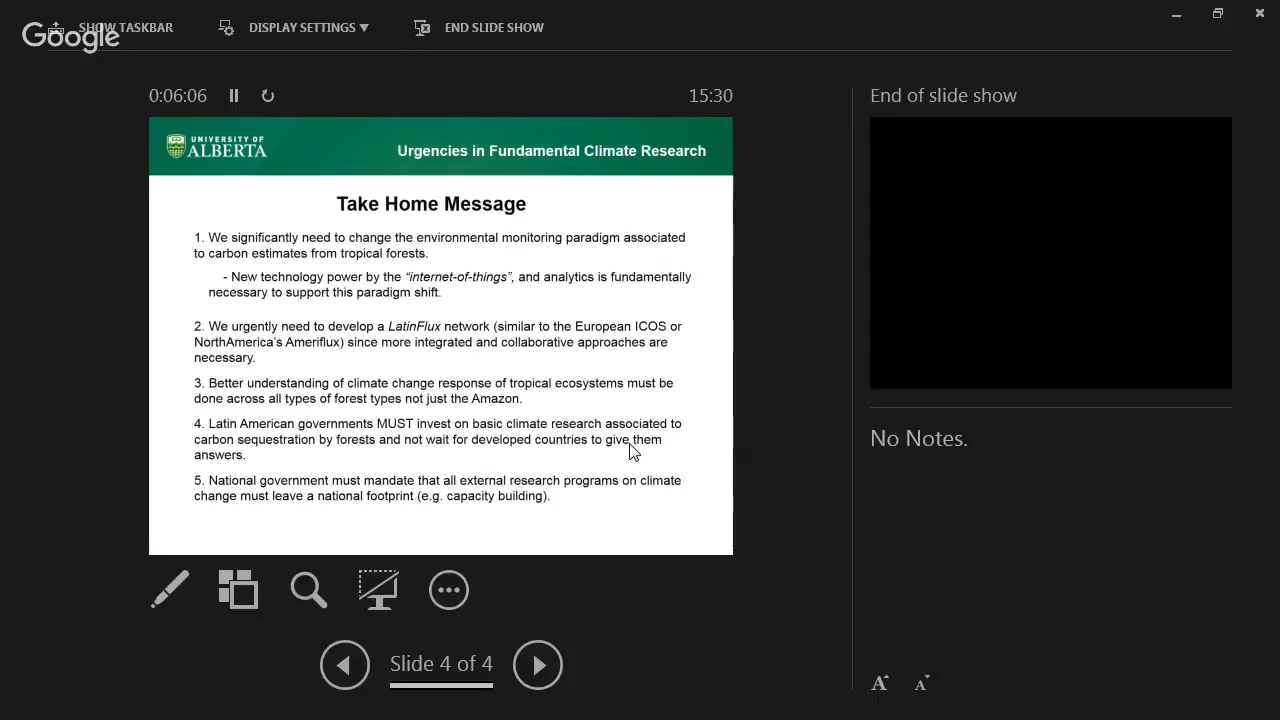 SHOW TASKBAR
Google
DISPLAY SETTINGS
END SLIDE SHOW
0:06:06
15:30
End of slide show
UNIVERSITY OF
ALBERTA
Urgencies in Fundamental Climate Research
Take Home Message
1. We significantly need to change the environmental monitoring paradigm associated
to carbon estimates from tropical forests.
- New technology power by the “internet-of-things”, and analytics is fundamentally
necessary to support this paradigm shift.
2. We urgently need to develop a LatinFlux network (similar to the European ICOS or
NorthAmerica’s Ameriflux) since more integrated and collaborative approaches are
necessary.
3. Better understanding of climate change response of tropical ecosystems must be
done across all types of forest types not just the Amazon.
4. Latin American governments MUST invest on basic climate research associated to
carbon sequestration by forests and not wait for developed countries to give them
answers.
5. National government must mandate that all external research programs on climate
change must leave a national footprint (e.g. capacity building).
No Notes.
Slide 4 of 4
A A